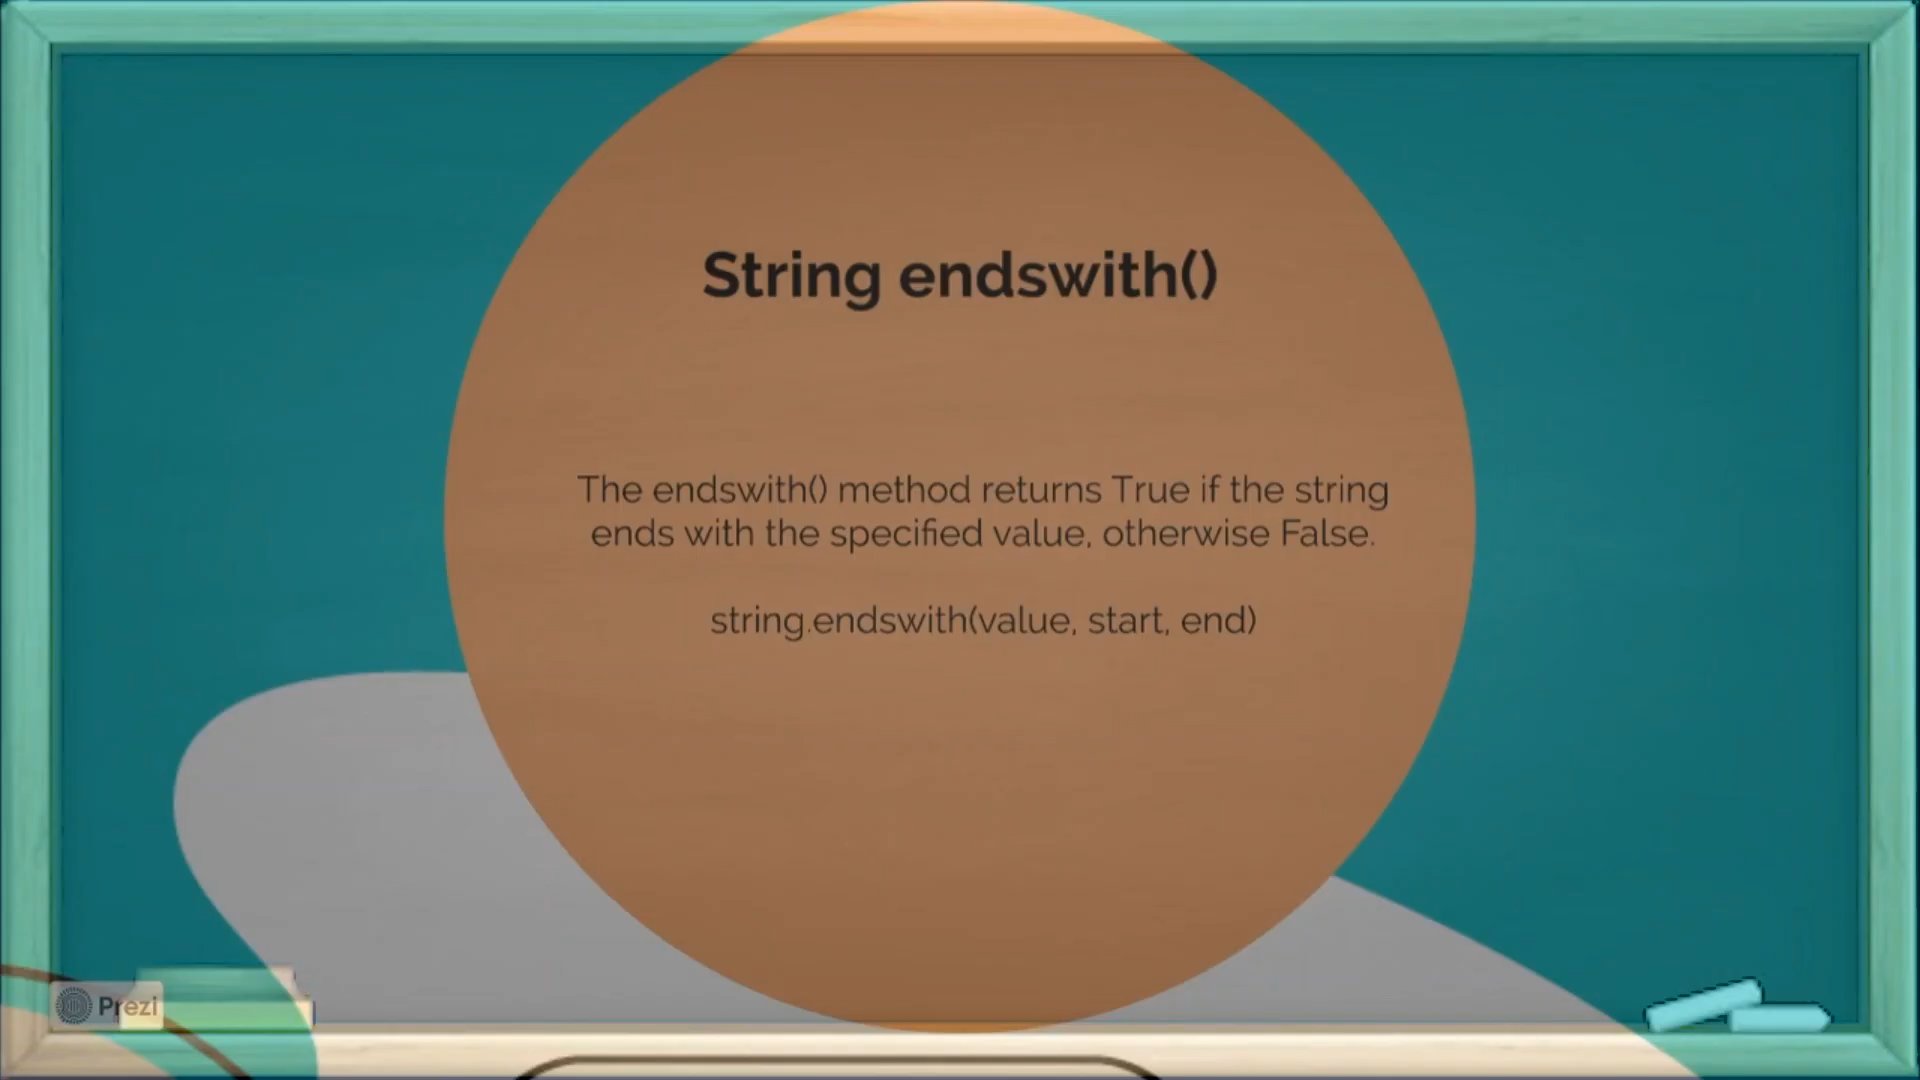 String endswith()
The endswith() method returns True if the string
ends with the specified value, otherwise False.
string.endswith(value, start, end)
Prezi